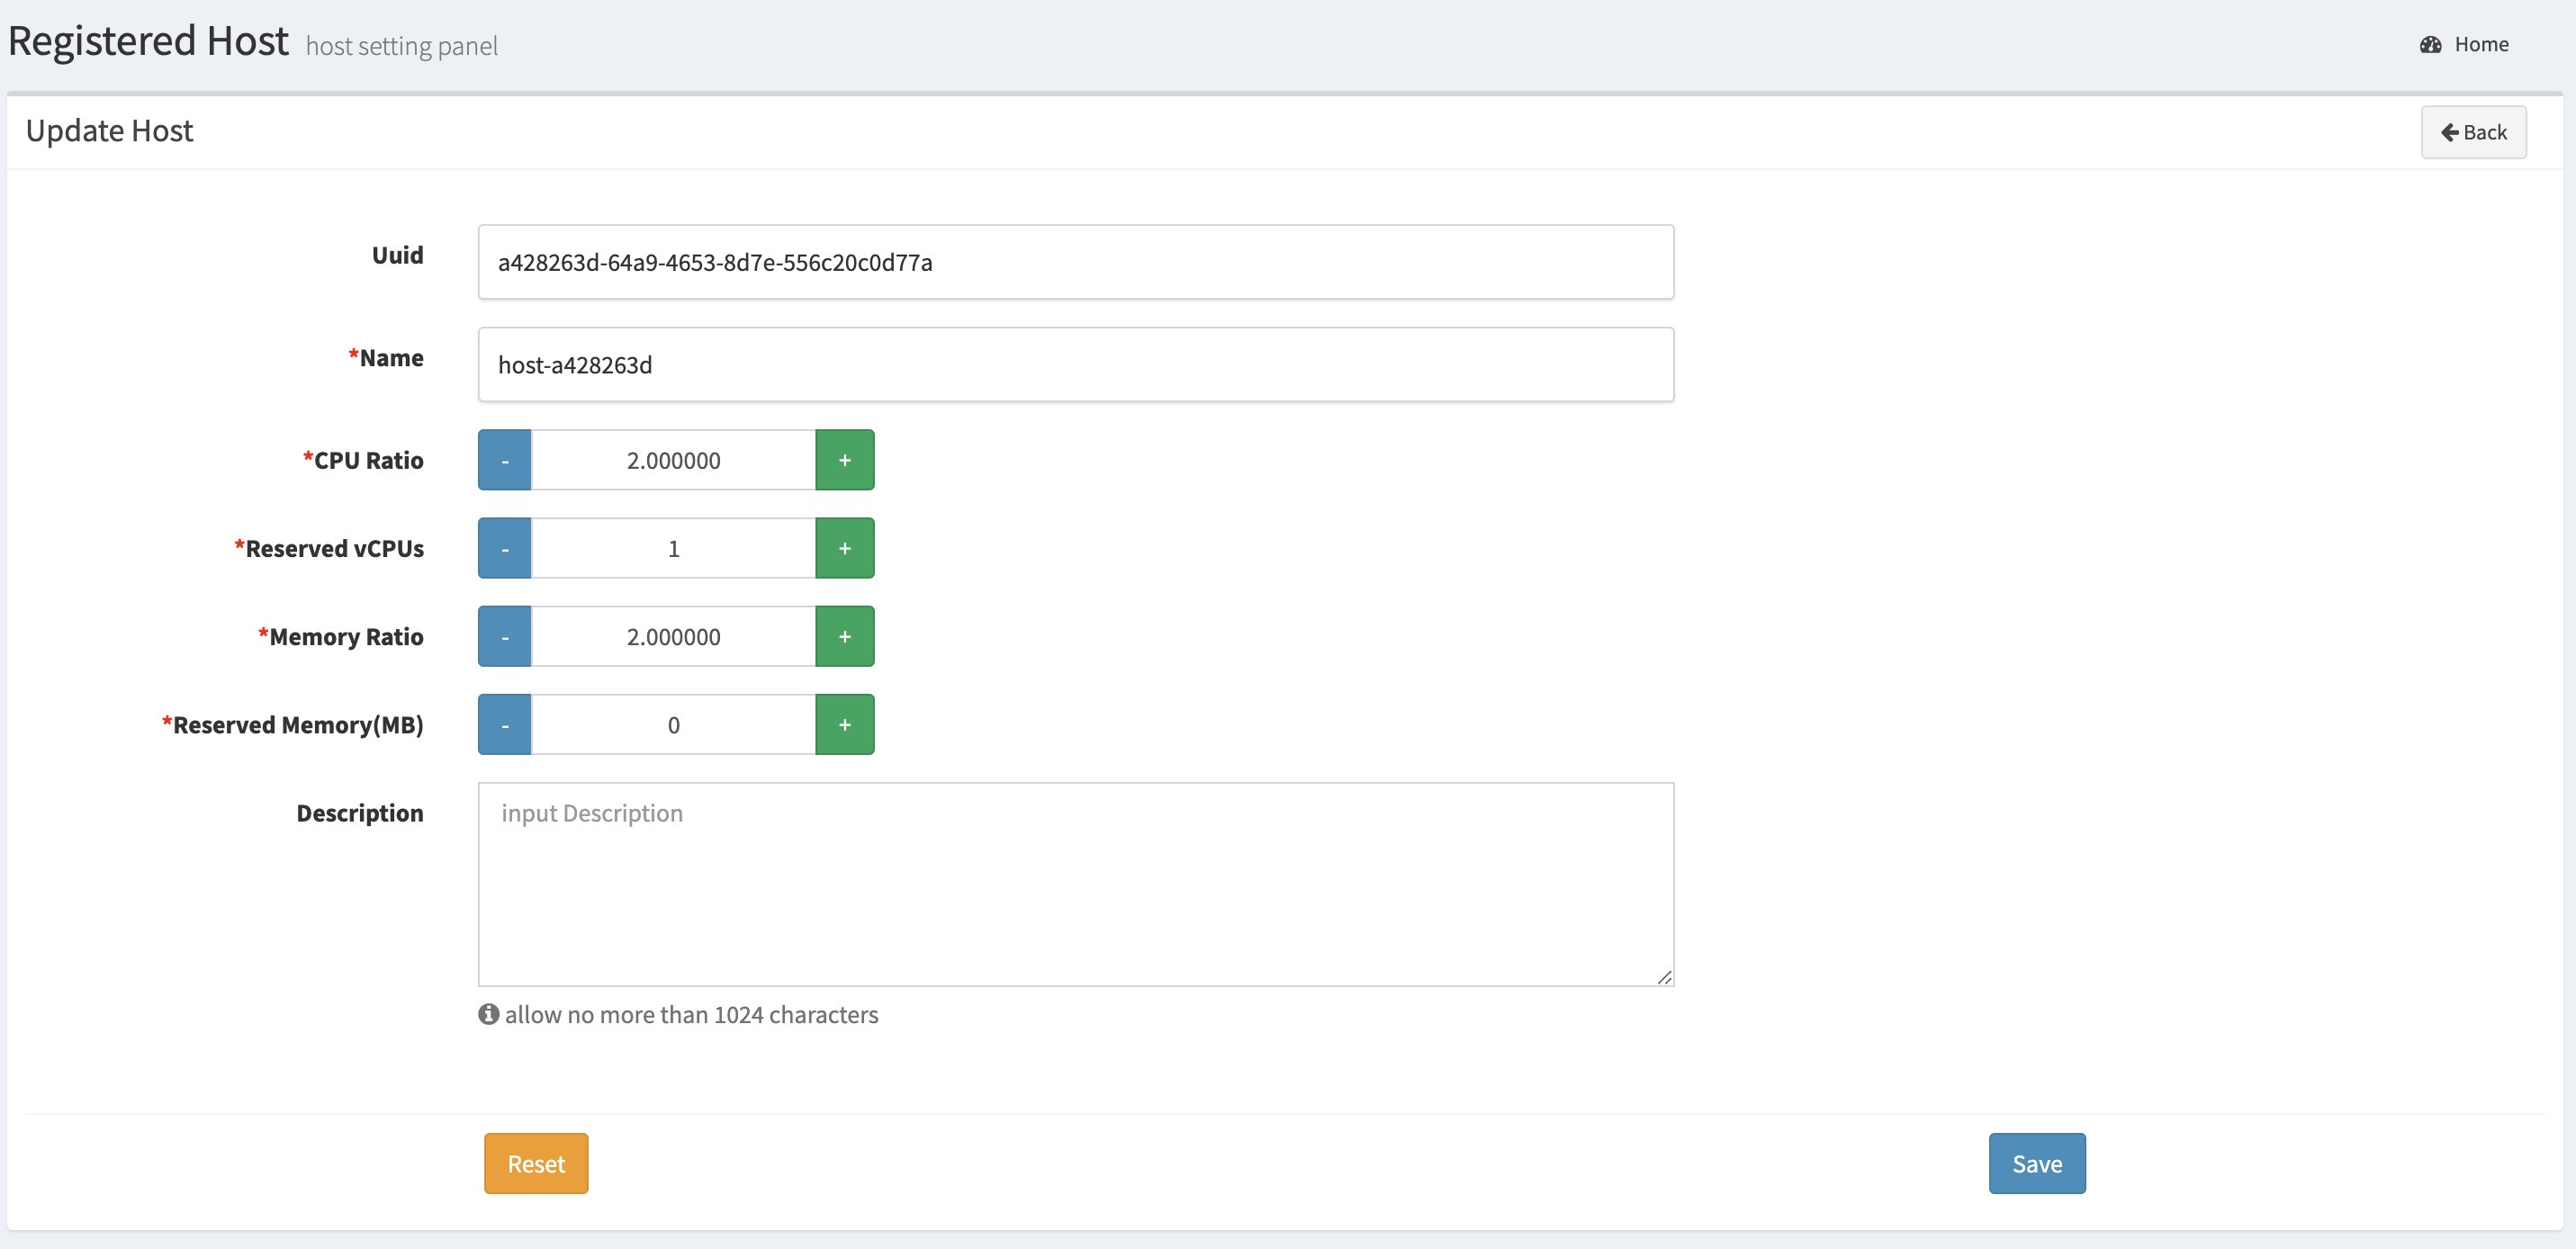 Registered Host host setting panel
Home
Update Host
Back
Uuid
a428263d-64a9-4653-8d7e-556c20c0d77a
*Name
host-a428263d
*CPU Ratio
- 2.000000 +
*Reserved vCPUs
- 1 +
*Memory Ratio
- 2.000000 +
*Reserved Memory(MB)
- 0 +
Description
input Description
allow no more than 1024 characters
Reset
Save